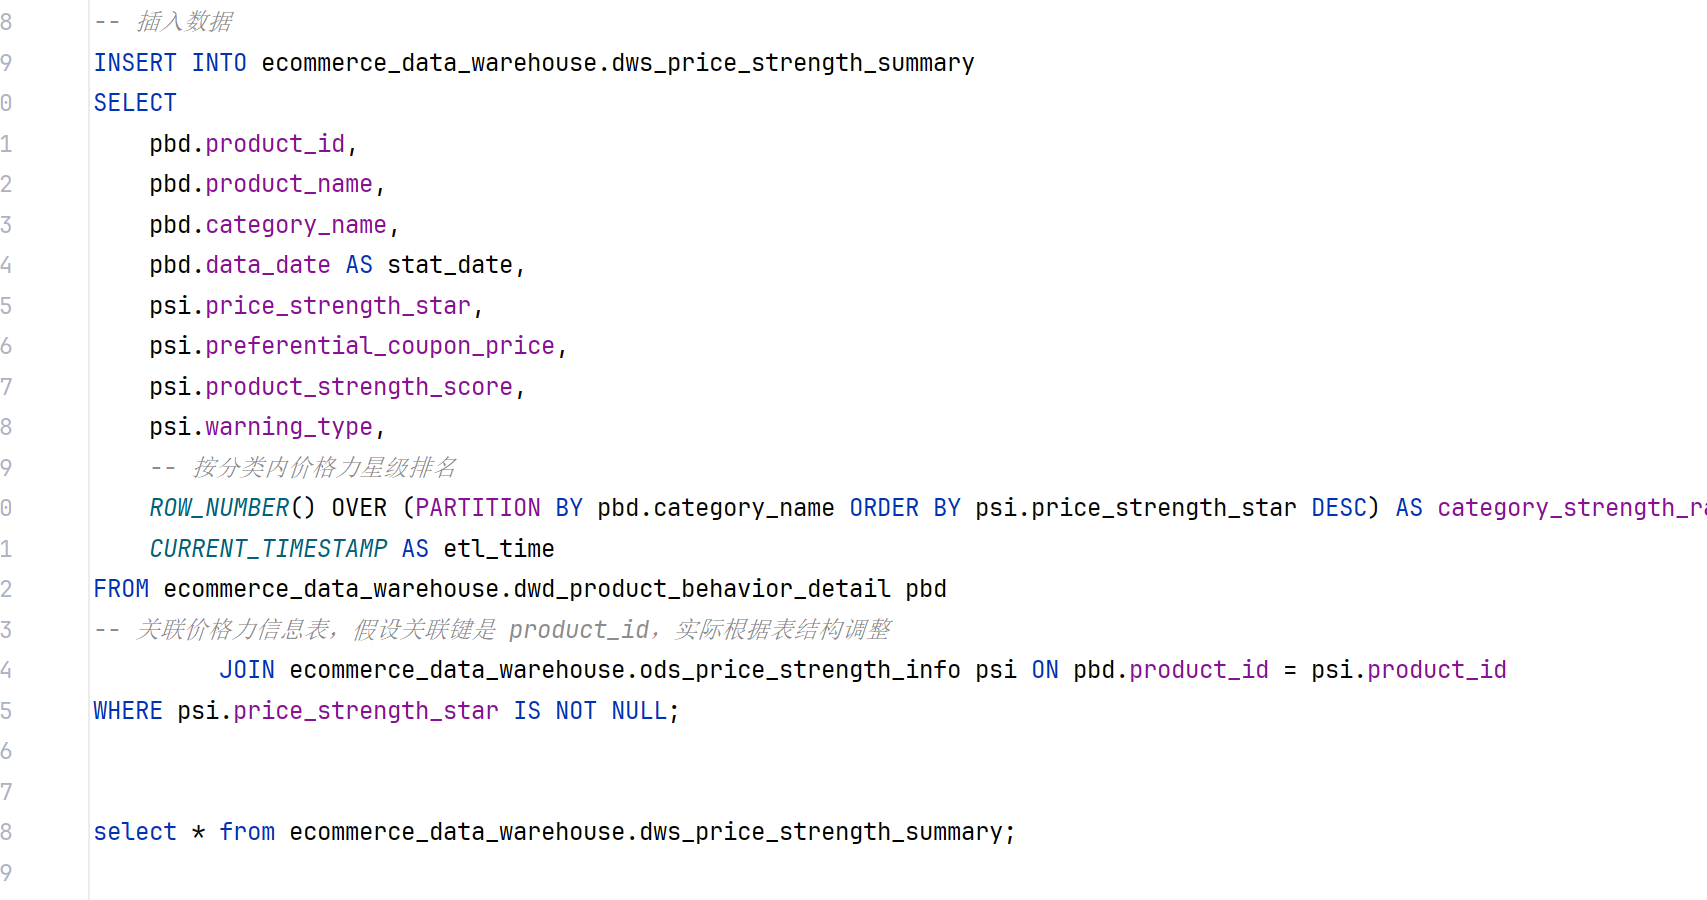 8 -- 插入数据
9 INSERT INTO ecommerce_data_warehouse.dws_price_strength_summary
0 SELECT
1 pbd.product_id,
2 pbd.product_name,
3 pbd.category_name,
4 pbd.data_date AS stat_date,
5 psi.price_strength_star,
6 psi.preferential_coupon_price,
7 psi.product_strength_score,
8 psi.warning_type,
9 -- 按分类内价格力星级排名
0 ROW_NUMBER() OVER (PARTITION BY pbd.category_name ORDER BY psi.price_strength_star DESC) AS category_strength_ra
1 CURRENT_TIMESTAMP AS etl_time
2 FROM ecommerce_data_warehouse.dwd_product_behavior_detail pbd
3 -- 关联价格力信息表，假设关联键是 product_id，实际根据表结构调整
4 JOIN ecommerce_data_warehouse.ods_price_strength_info psi ON pbd.product_id = psi.product_id
5 WHERE psi.price_strength_star IS NOT NULL;
6
7
8 select * from ecommerce_data_warehouse.dws_price_strength_summary;
9